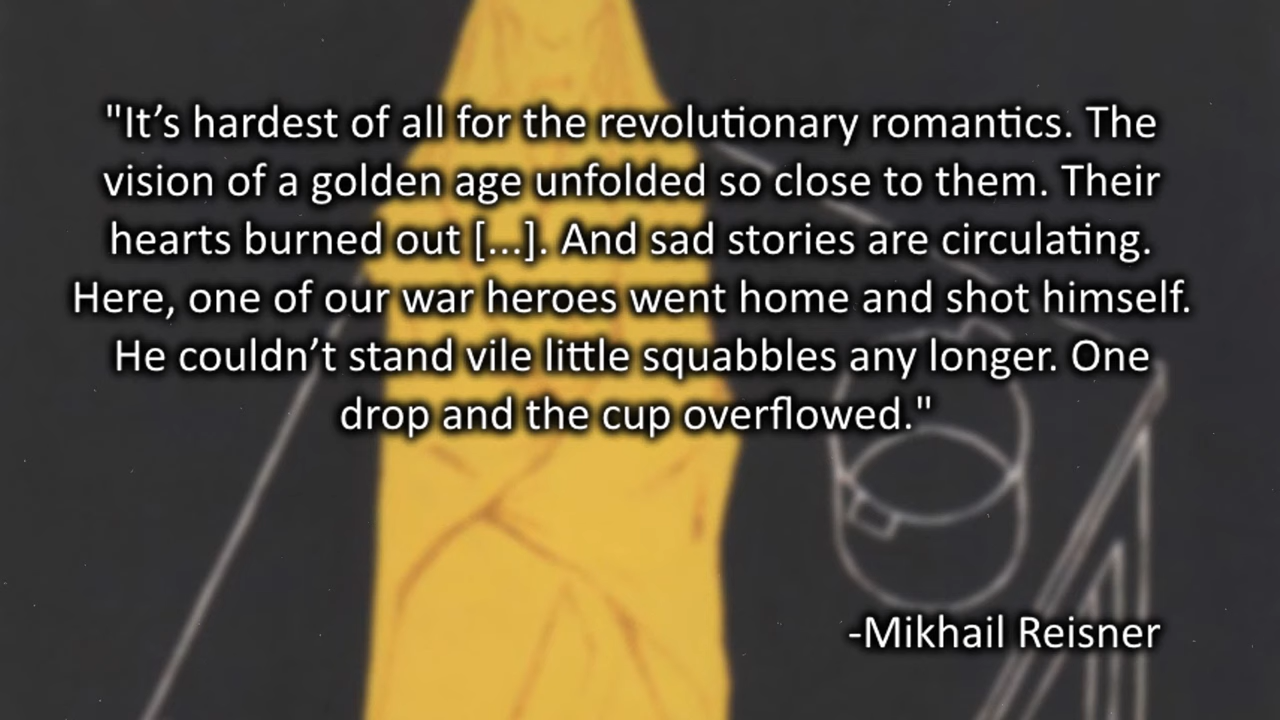 "It’s hardest of all for the revolutionary romantics. The
vision of a golden age unfolded so close to them. Their
hearts burned out [...]. And sad stories are circulating.
Here, one of our war heroes went home and shot himself.
He couldn’t stand vile little squabbles any longer. One
drop and the cup overflowed."
-Mikhail Reisner